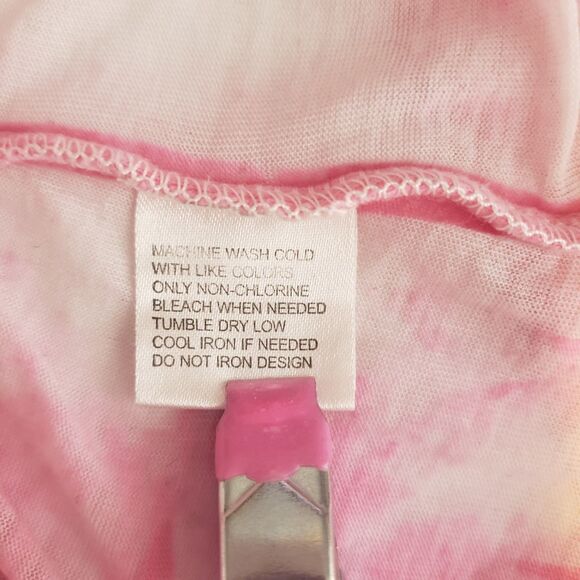 MACHINE WASH COLD
WITH LIKE COLORS
ONLY NON-CHLORINE
BLEACH WHEN NEEDED
TUMBLE DRY LOW
COOL IRON IF NEEDED
DO NOT IRON DESIGN